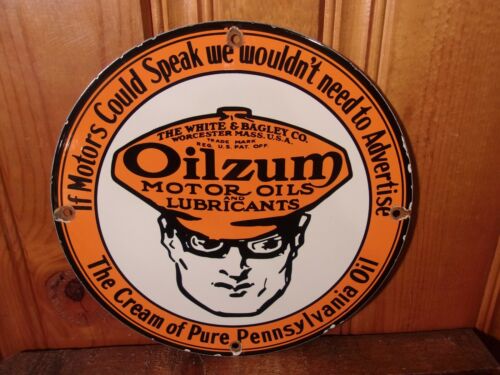 If Motors Could Speak we wouldn't need to Advertise
THE WHITE & BAGLEY CO.
WORCESTER MASS. U.S.A.
TRADE MARK
REG. U.S. PAT. OFF.
Oilzum
MOTOR OILS
AND
LUBRICANTS
The Cream of Pure Pennsylvania Oil